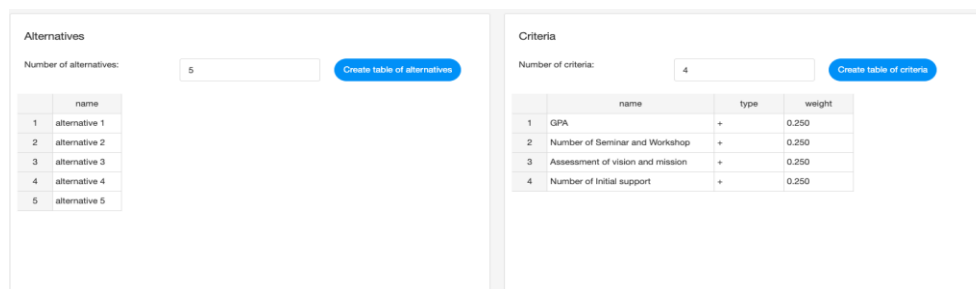 Alternatives
Number of alternatives: 5 Create table of alternatives
name
1 alternative 1
2 alternative 2
3 alternative 3
4 alternative 4
5 alternative 5
Criteria
Number of criteria: 4 Create table of criteria
name type weight
1 GPA + 0.250
2 Number of Seminar and Workshop + 0.250
3 Assessment of vision and mission + 0.250
4 Number of Initial support + 0.250